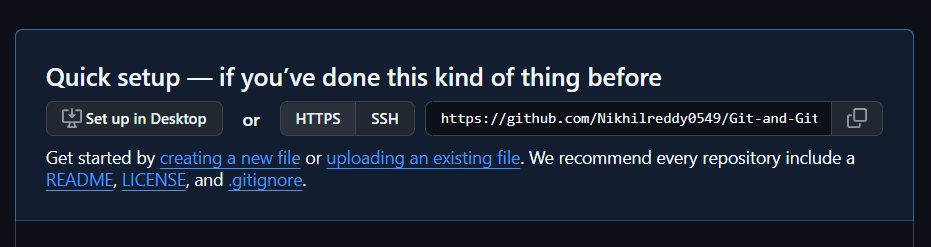 Quick setup — if you’ve done this kind of thing before
Set up in Desktop or HTTPS SSH https://github.com/Nikhilreddy0549/Git-and-Git
Get started by creating a new file or uploading an existing file. We recommend every repository include a
README, LICENSE, and .gitignore.